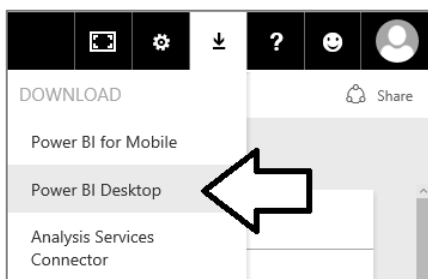 ?
DOWNLOAD
Share
Power BI for Mobile
Power BI Desktop
Analysis Services
Connector